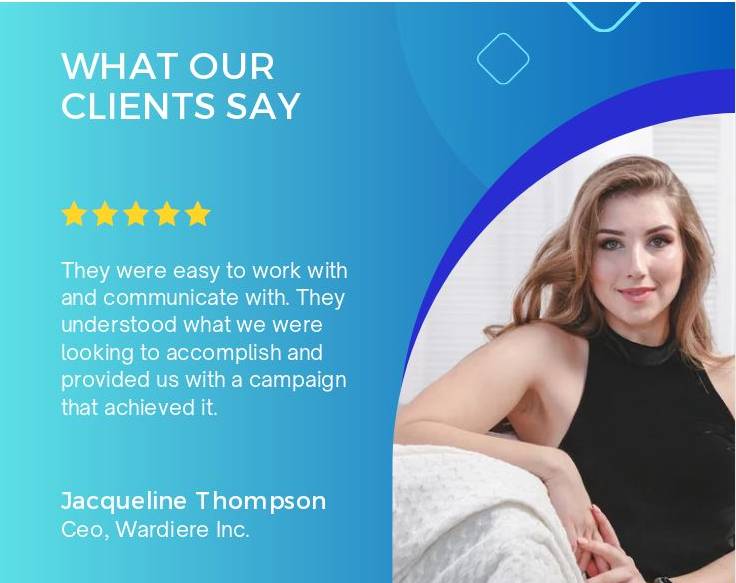 WHAT OUR
CLIENTS SAY
They were easy to work with
and communicate with. They
understood what we were
looking to accomplish and
provided us with a campaign
that achieved it.
Jacqueline Thompson
Ceo, Wardiere Inc.